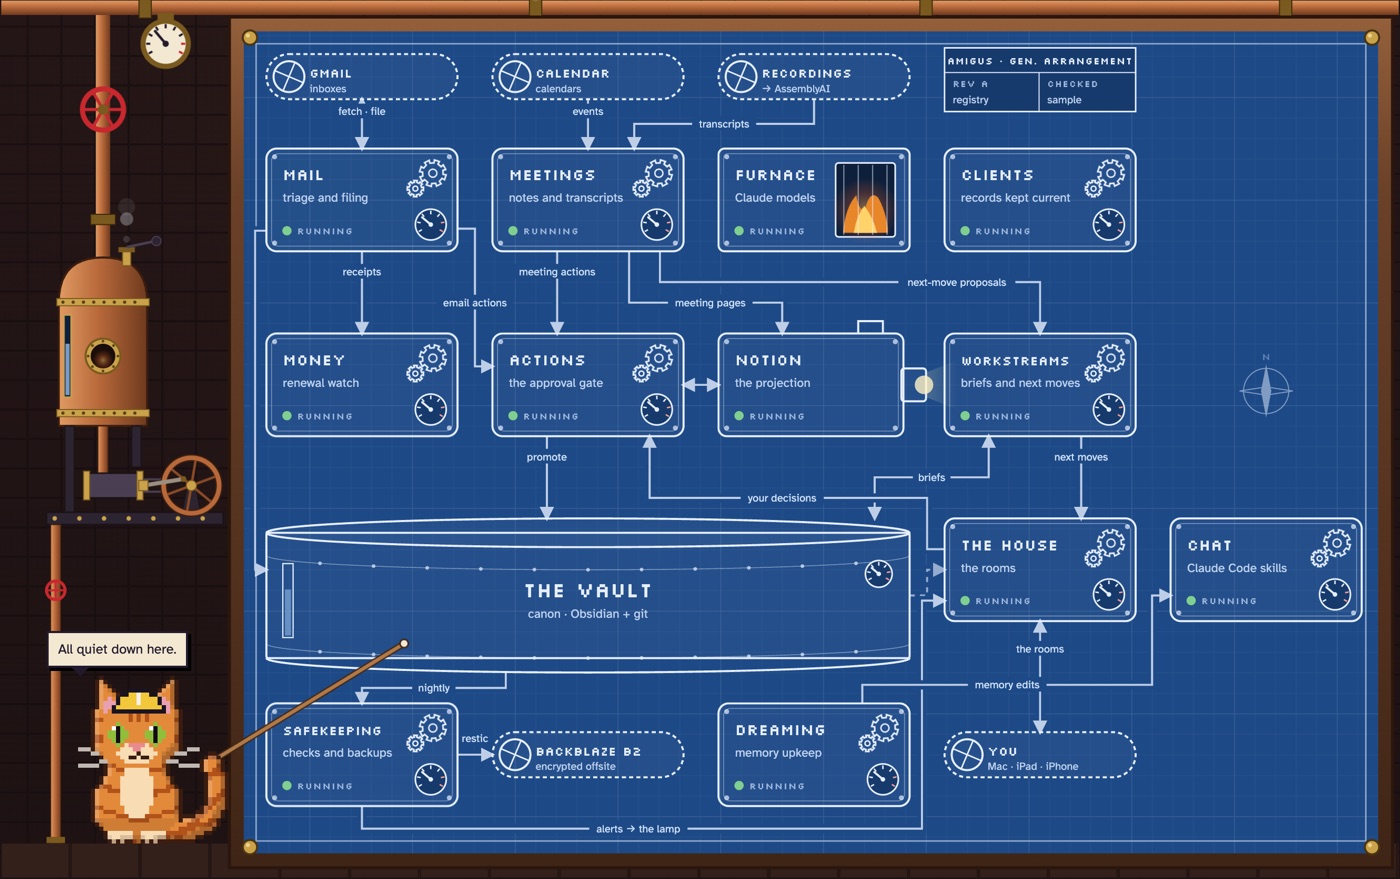 GMAIL
inboxes
CALENDAR
calendars
RECORDINGS
→ AssemblyAI
AMIGUS · GEN. ARRANGEMENT
REV A
registry
CHECKED
sample
fetch · file
events
transcripts
MAIL
triage and filing
RUNNING
MEETINGS
notes and transcripts
RUNNING
FURNACE
Claude models
RUNNING
CLIENTS
records kept current
RUNNING
receipts
meeting actions
email actions
meeting pages
next-move proposals
MONEY
renewal watch
RUNNING
ACTIONS
the approval gate
RUNNING
NOTION
the projection
RUNNING
WORKSTREAMS
briefs and next moves
RUNNING
N
promote
your decisions
briefs
next moves
THE VAULT
canon · Obsidian + git
THE HOUSE
the rooms
RUNNING
CHAT
Claude Code skills
RUNNING
All quiet down here.
nightly
the rooms
memory edits
SAFEKEEPING
checks and backups
RUNNING
restic
BACKBLAZE B2
encrypted offsite
DREAMING
memory upkeep
RUNNING
YOU
Mac · iPad · iPhone
alerts → the lamp